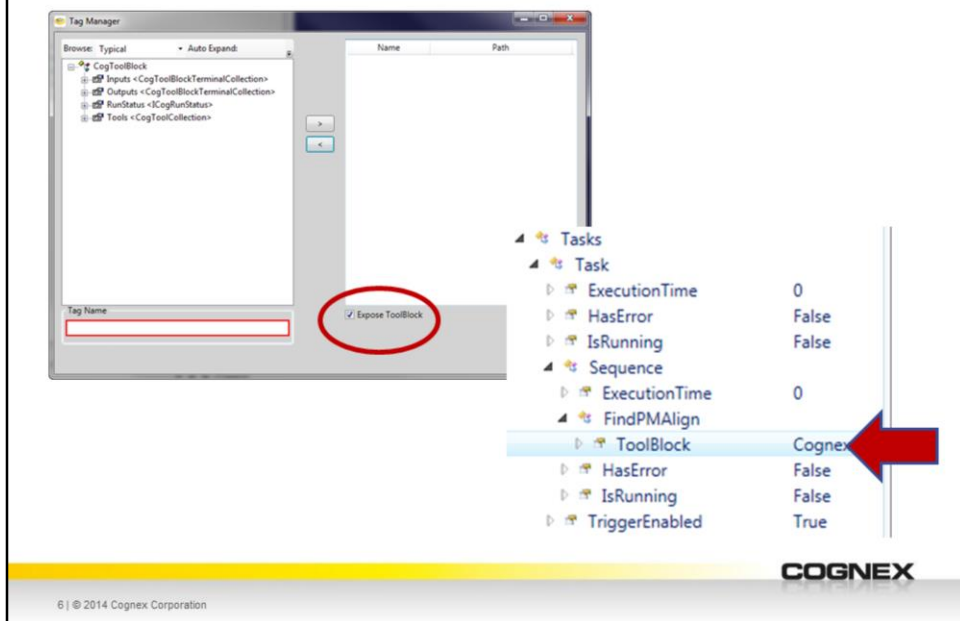 Tag Manager
Browse: Typical Auto Expand:
CogToolBlock
Inputs <CogToolBlockTerminalCollection>
Outputs <CogToolBlockTerminalCollection>
RunStatus <ICogRunStatus>
Tools <CogToolCollection>
>
<
Name Path
Tag Name
Expose ToolBlock
Tasks
Task
ExecutionTime 0
HasError False
IsRunning False
Sequence
ExecutionTime 0
FindPMAlign
ToolBlock Cognex
HasError False
IsRunning False
TriggerEnabled True
COGNEX
6 | © 2014 Cognex Corporation